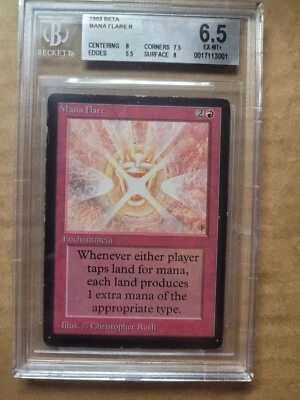 1993 BETA
MANA FLARE R
BECKETT
CENTERING 8 CORNERS 7.5
EDGES 5.5 SURFACE 8
6.5
EX-MT+
0017113001
Mana Flare
2
Enchantment
Whenever either player
taps land for mana,
each land produces
1 extra mana of the
appropriate type.
Illus. © Christopher Rush